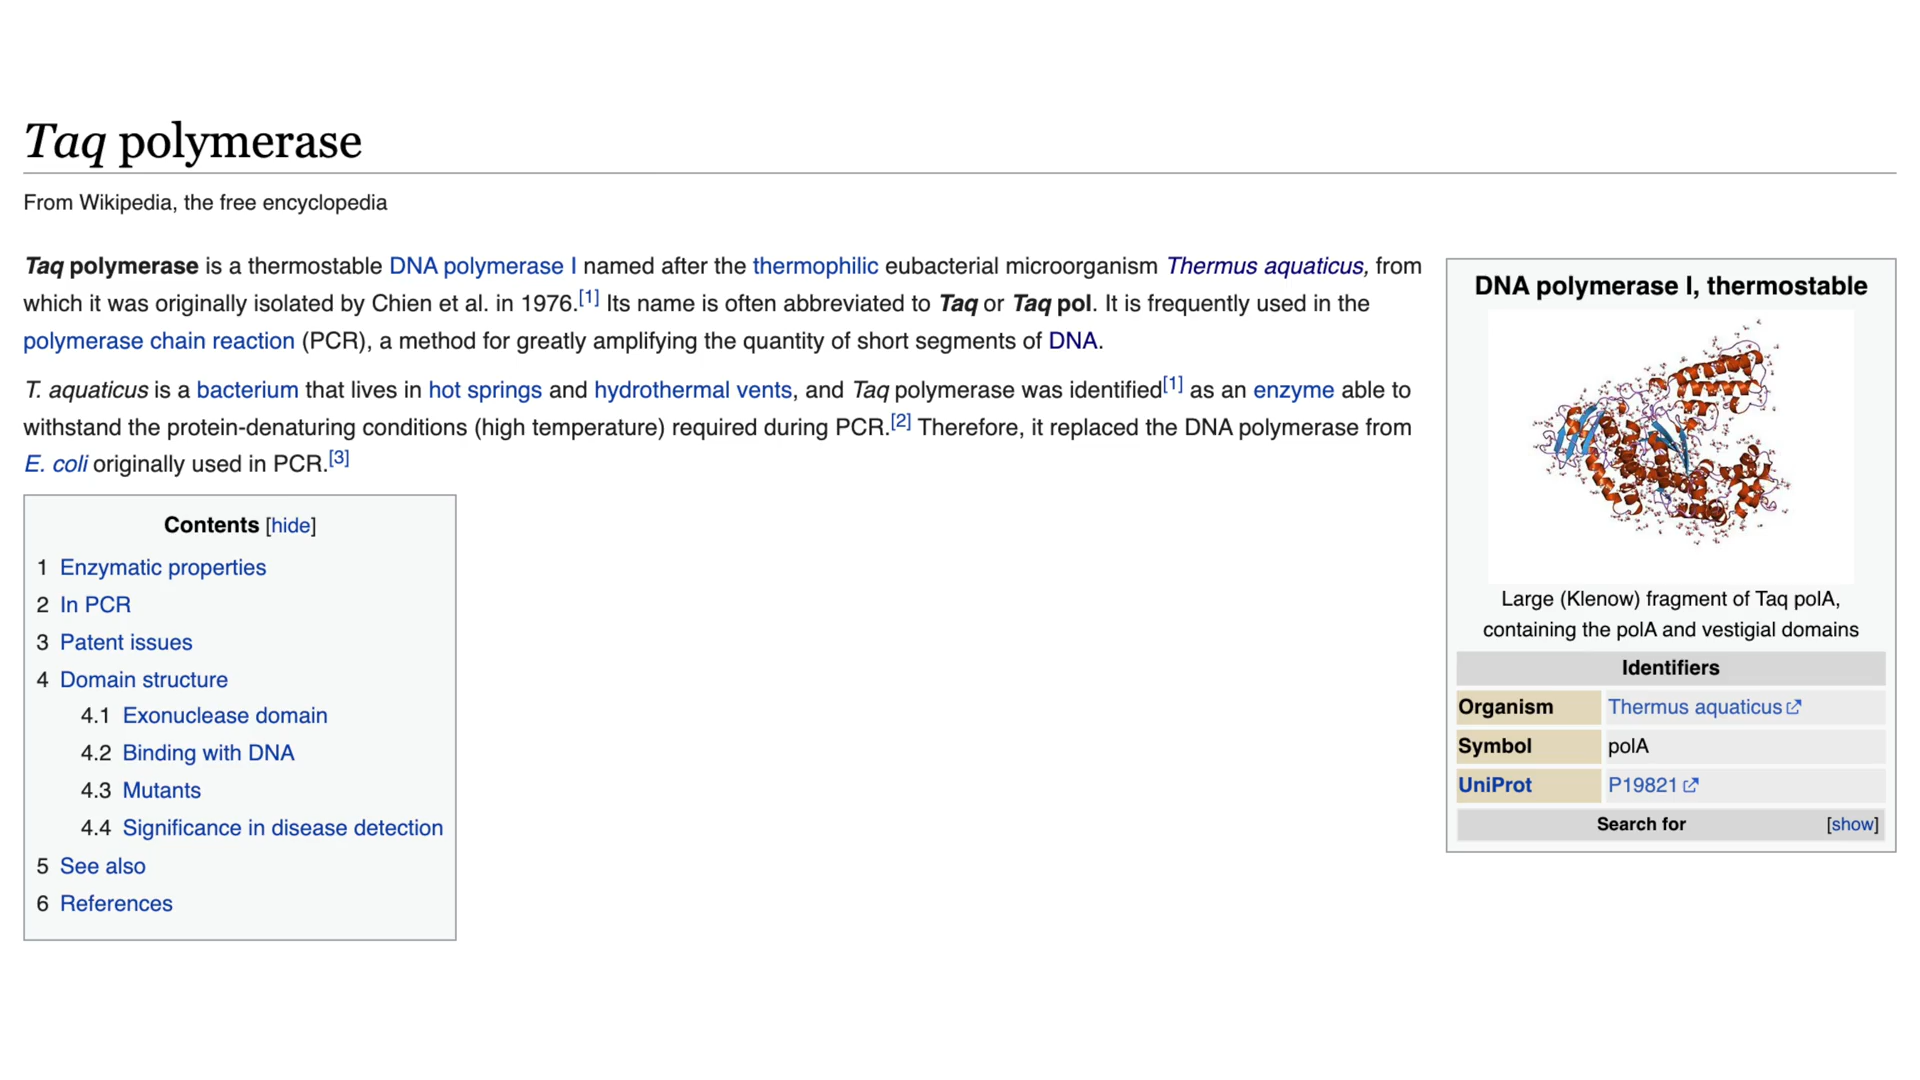 Taq polymerase
From Wikipedia, the free encyclopedia
Taq polymerase is a thermostable DNA polymerase I named after the thermophilic eubacterial microorganism Thermus aquaticus, from
which it was originally isolated by Chien et al. in 1976.[1] Its name is often abbreviated to Taq or Taq pol. It is frequently used in the
polymerase chain reaction (PCR), a method for greatly amplifying the quantity of short segments of DNA.
T. aquaticus is a bacterium that lives in hot springs and hydrothermal vents, and Taq polymerase was identified[1] as an enzyme able to
withstand the protein-denaturing conditions (high temperature) required during PCR.[2] Therefore, it replaced the DNA polymerase from
E. coli originally used in PCR.[3]
Contents [hide]
1 Enzymatic properties
2 In PCR
3 Patent issues
4 Domain structure
4.1 Exonuclease domain
4.2 Binding with DNA
4.3 Mutants
4.4 Significance in disease detection
5 See also
6 References
DNA polymerase I, thermostable
Large (Klenow) fragment of Taq polA,
containing the polA and vestigial domains
Identifiers
Organism Thermus aquaticus
Symbol polA
UniProt P19821
Search for [show]